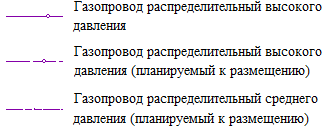 Газопровод распределительный высокого
давления
Газопровод распределительный высокого
давления (планируемый к размещению)
Газопровод распределительный среднего
давления (планируемый к размещению)